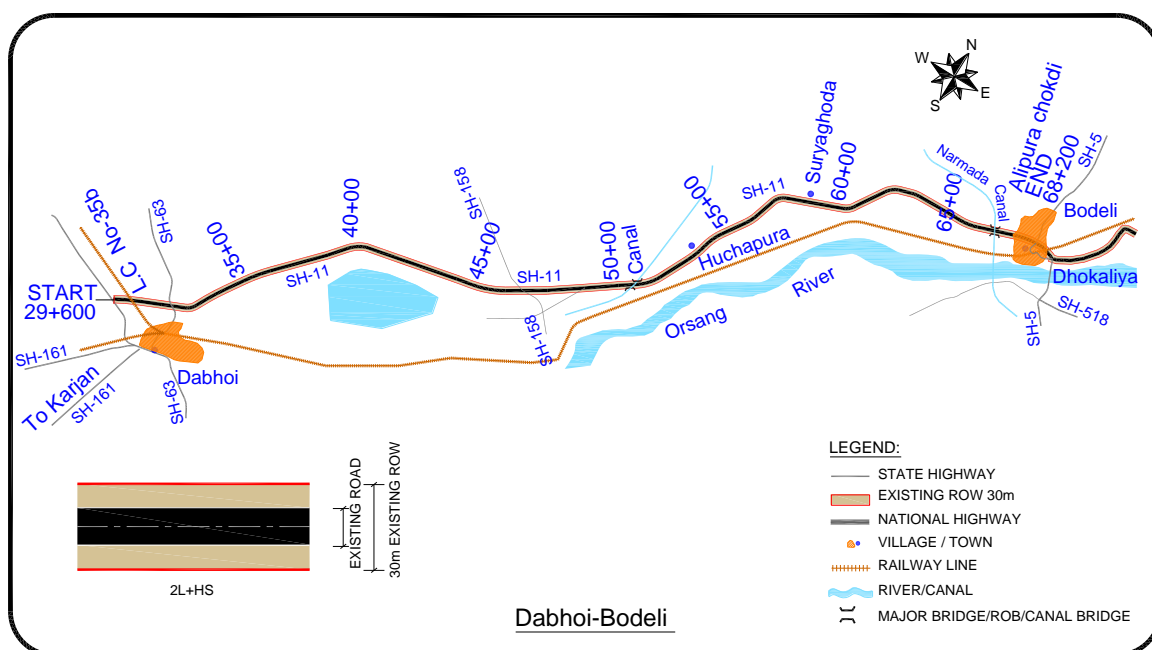 N
W
E
S
Alipura chokdi
END
68+200
SH-5
Suryaghoda
60+00
Narmada
Canal
65+00
Bodeli
SH-11
55+00
Huchapura
L.C No-35b
SH-63
40+00
35+00
SH-11
SH-158
45+00
SH-11
50+00
Canal
River
Orsang
Dhokaliya
START
29+600
SH-158
SH-518
SH-5
SH-161
Dabhoi
To Karjan
SH-161
SH-63
EXISTING ROAD
30m EXISTING ROW
2L+HS
LEGEND:
STATE HIGHWAY
EXISTING ROW 30m
NATIONAL HIGHWAY
VILLAGE / TOWN
RAILWAY LINE
RIVER/CANAL
MAJOR BRIDGE/ROB/CANAL BRIDGE
Dabhoi-Bodeli